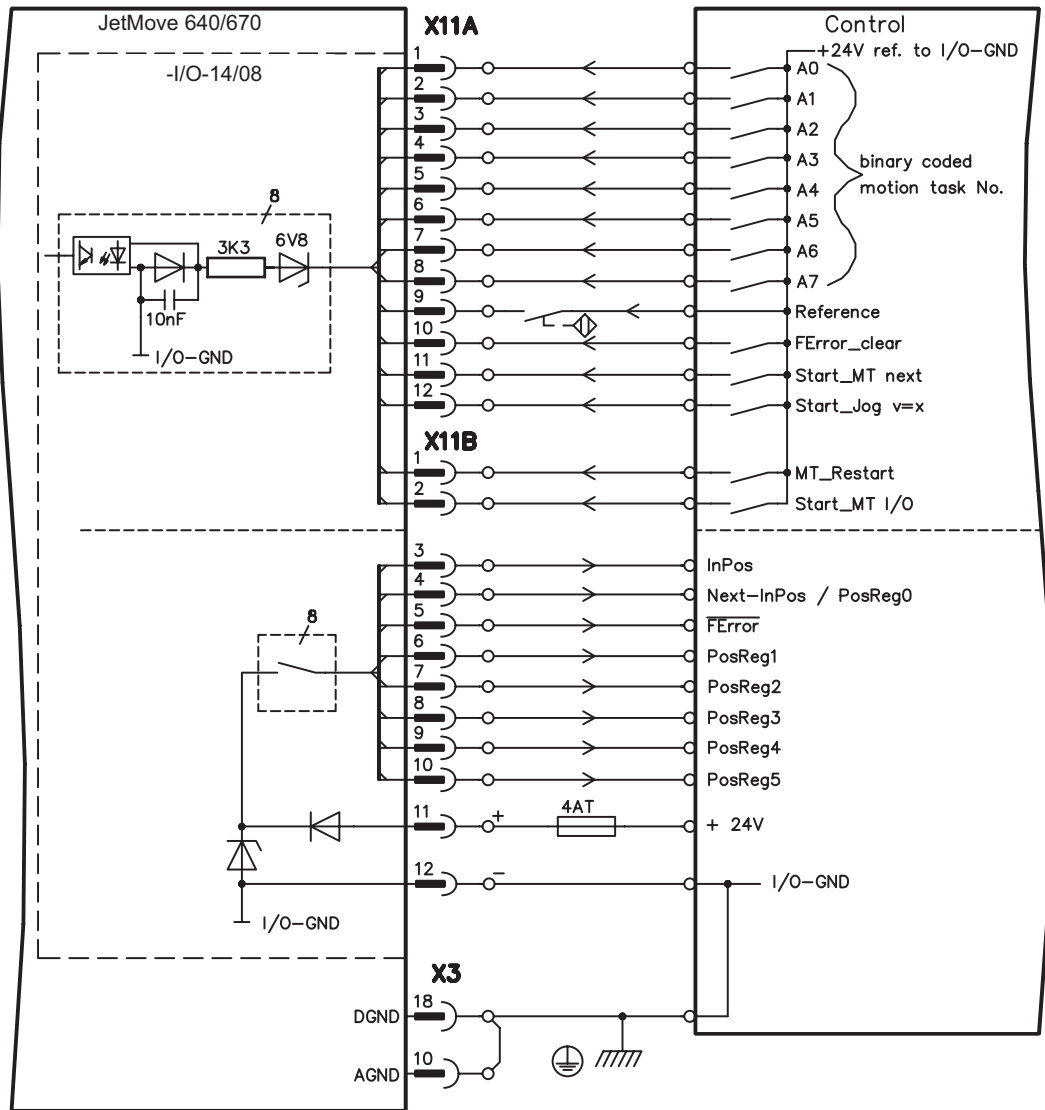 JetMove 640/670
X11A
Control
-I/O-14/08
+24V ref. to I/O-GND
1
A0
2
A1
3
A2
4
A3
binary coded
motion task No.
5
A4
6
A5
7
A6
8
A7
8
3K3
6V8
10nF
I/O-GND
9
Reference
10
FError_clear
11
Start_MT next
12
Start_Jog v=x
X11B
1
MT_Restart
2
Start_MT I/O
3
InPos
4
Next-InPos / PosReg0
5
FError
8
6
PosReg1
7
PosReg2
8
PosReg3
9
PosReg4
10
PosReg5
11
+
4AT
+ 24V
12
−
I/O-GND
I/O-GND
X3
DGND
18
AGND
10